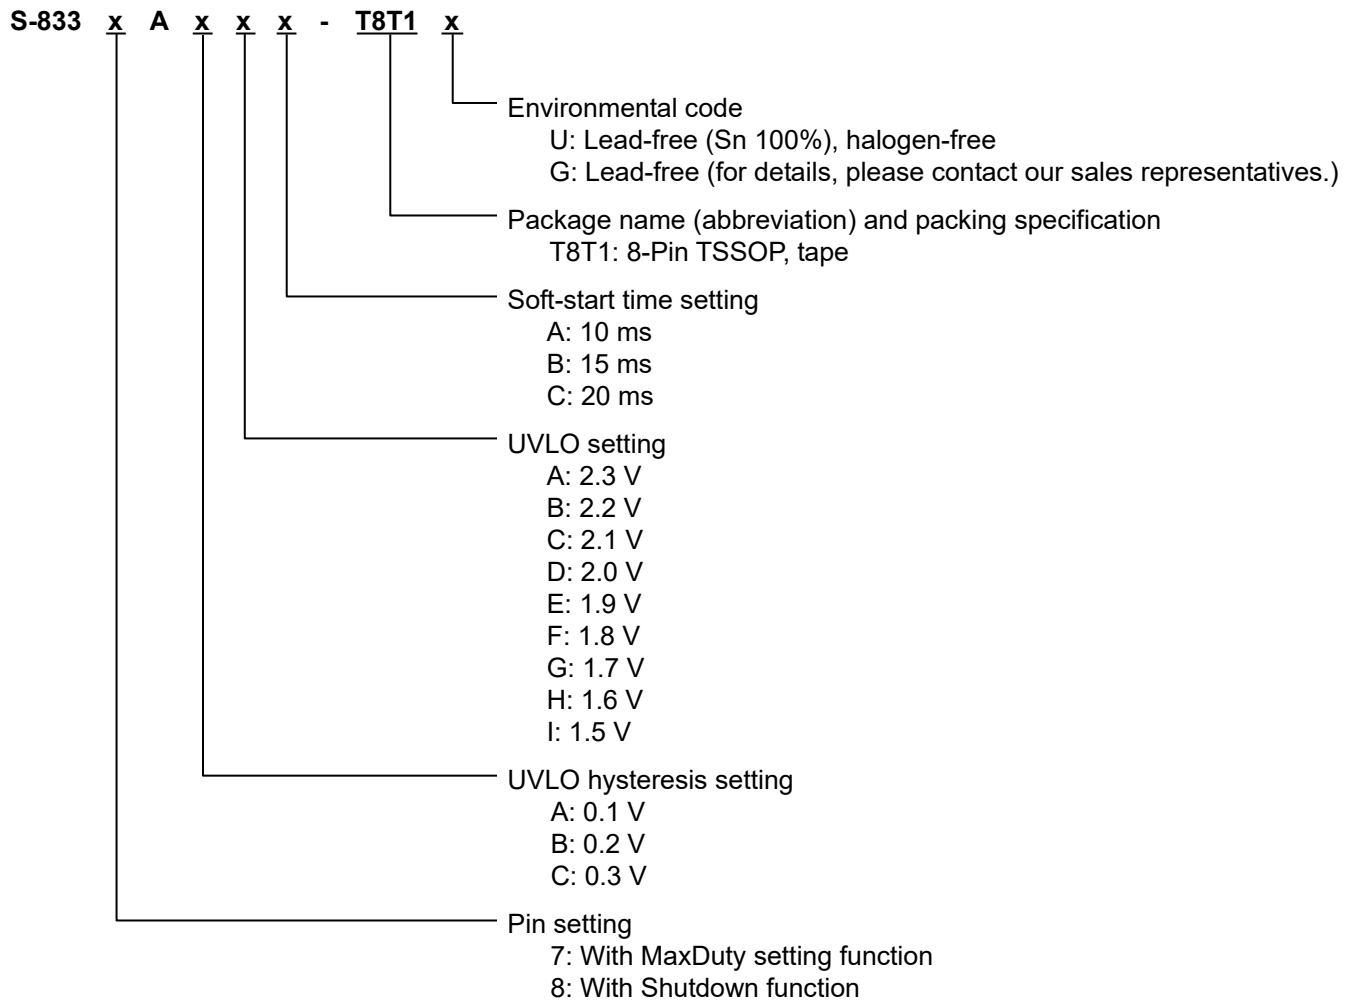 S-833 x A x x x - T8T1 x
Environmental code
U: Lead-free (Sn 100%), halogen-free
G: Lead-free (for details, please contact our sales representatives.)
Package name (abbreviation) and packing specification
T8T1: 8-Pin TSSOP, tape
Soft-start time setting
A: 10 ms
B: 15 ms
C: 20 ms
UVLO setting
A: 2.3 V
B: 2.2 V
C: 2.1 V
D: 2.0 V
E: 1.9 V
F: 1.8 V
G: 1.7 V
H: 1.6 V
I: 1.5 V
UVLO hysteresis setting
A: 0.1 V
B: 0.2 V
C: 0.3 V
Pin setting
7: With MaxDuty setting function
8: With Shutdown function